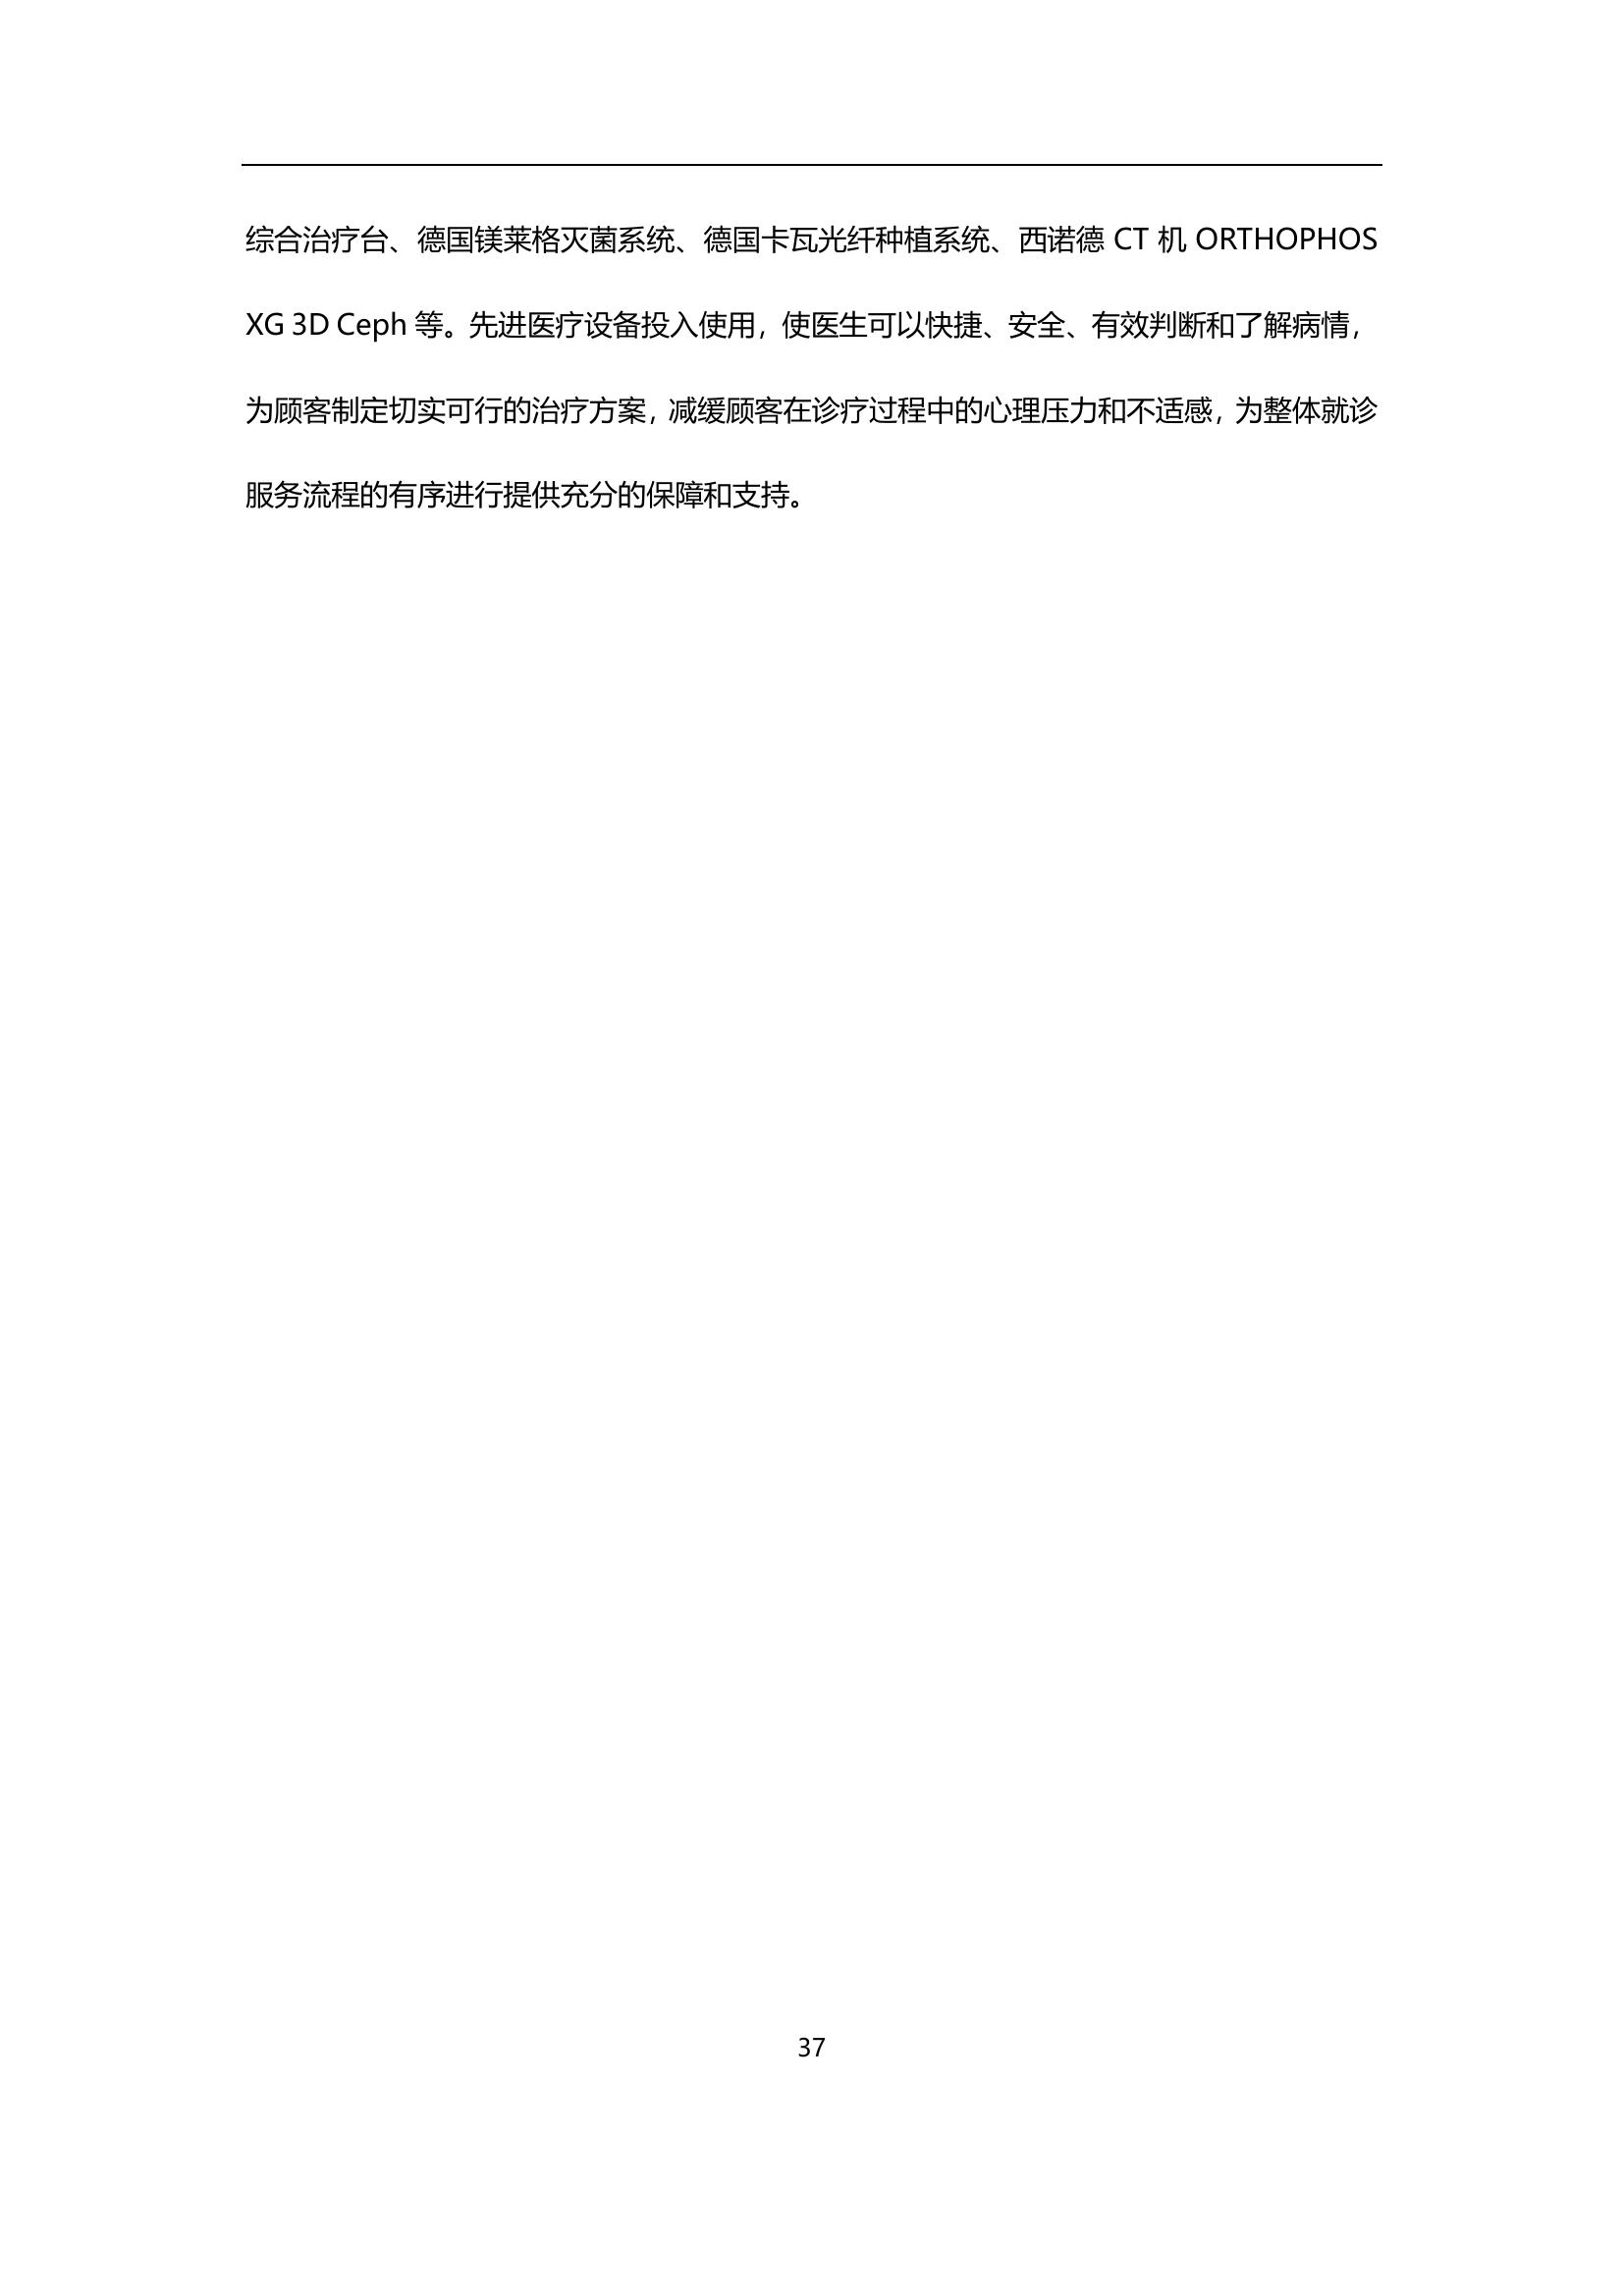 综合治疗台、德国镁莱格灭菌系统、德国卡瓦光纤种植系统、西诺德 CT 机 ORTHOPHOS
XG 3D Ceph 等。先进医疗设备投入使用，使医生可以快捷、安全、有效判断和了解病情，
为顾客制定切实可行的治疗方案，减缓顾客在诊疗过程中的心理压力和不适感，为整体就诊
服务流程的有序进行提供充分的保障和支持。
37